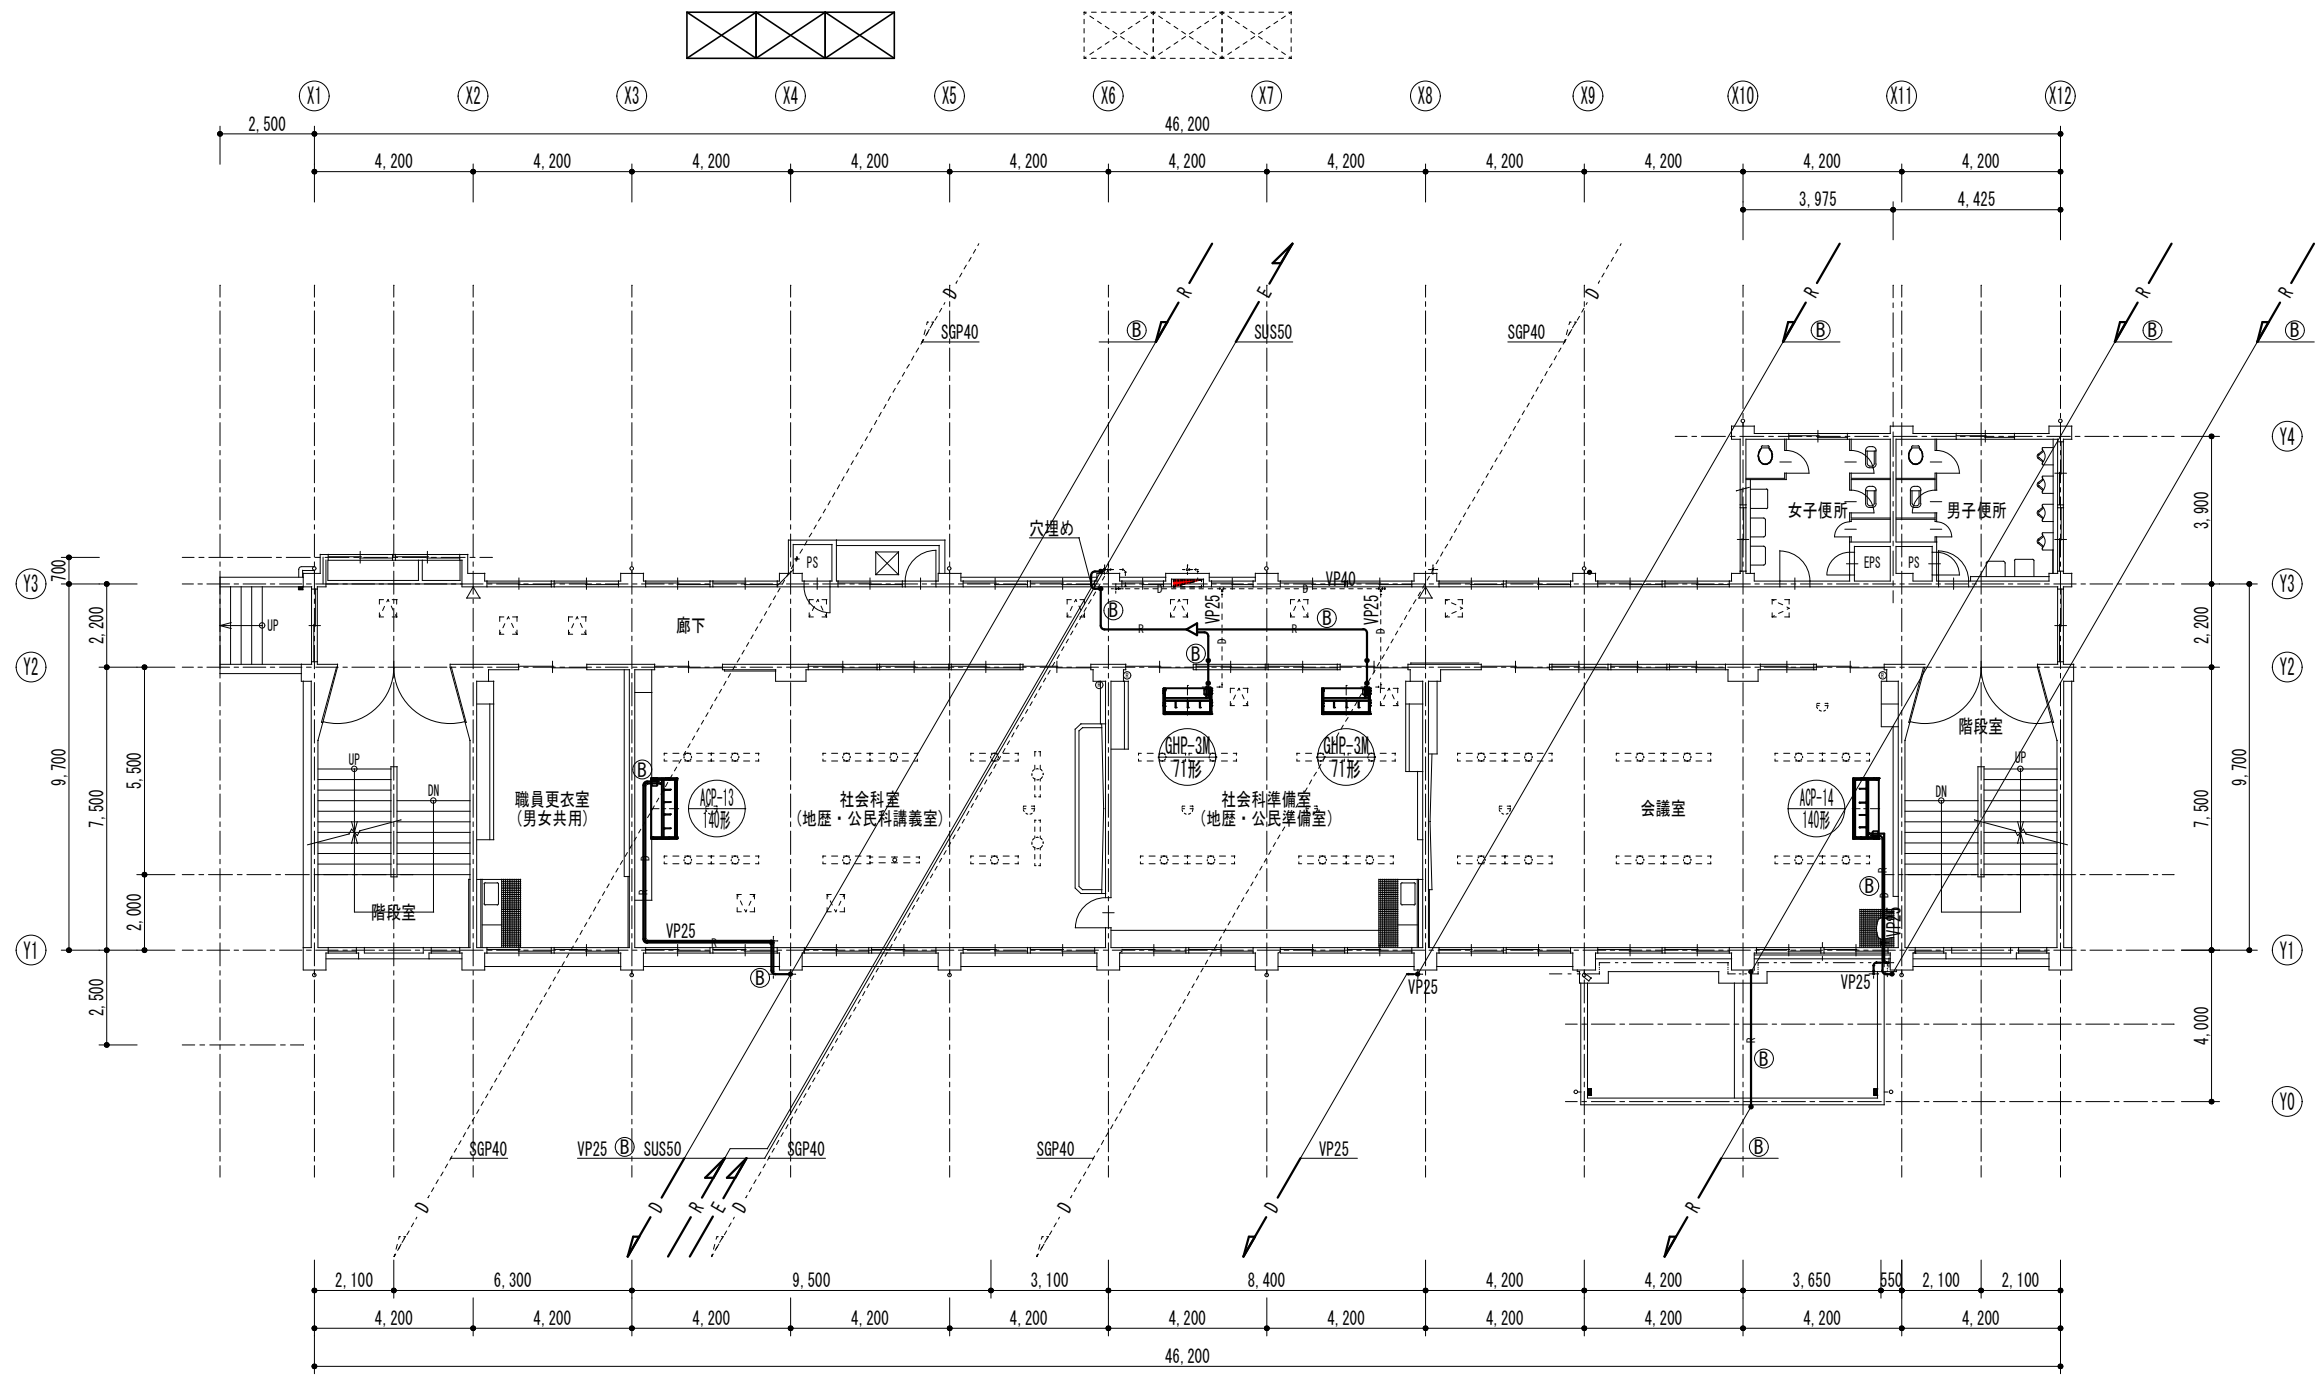 X1 X2 X3 X4 X5 X6 X7 X8 X9 X10 X11 X12
2,500 46,200
4,200 4,200 4,200 4,200 4,200 4,200 4,200 4,200 4,200 4,200 4,200
3,975 4,425
D R E D R R R
SGP40 B SUS50 SGP40 B B B
Y4
3,900
女子便所 男子便所
穴埋め
PS EPS PS
700
Y3 VP40 Y3
D D
2,200 UP 廊下 B VP25 B VP25 2,200
R R
D D
B
Y2 Y2
階段室
9,700 7,500 5,500 9,700 7,500
UP DN UP DN
B
GHP-3M
71形
GHP-3M
71形
ACP-13
140形
ACP-14
140形
職員更衣室
(男女共用)
社会科室
(地歴・公民科講義室)
社会科準備室
(地歴・公民準備室)
会議室
D
R
B
R
D
2,000
階段室
VP25
R
VP25
Y1 Y1
B
VP25 VP25
2,500 4,000
R
B
Y0
SGP40 VP25 B SUS50 SGP40 SGP40 VP25 B
D D R E D D D R
2,100 6,300 9,500 3,100 8,400 4,200 4,200 3,650 550 2,100 2,100
4,200 4,200 4,200 4,200 4,200 4,200 4,200 4,200 4,200 4,200 4,200
46,200